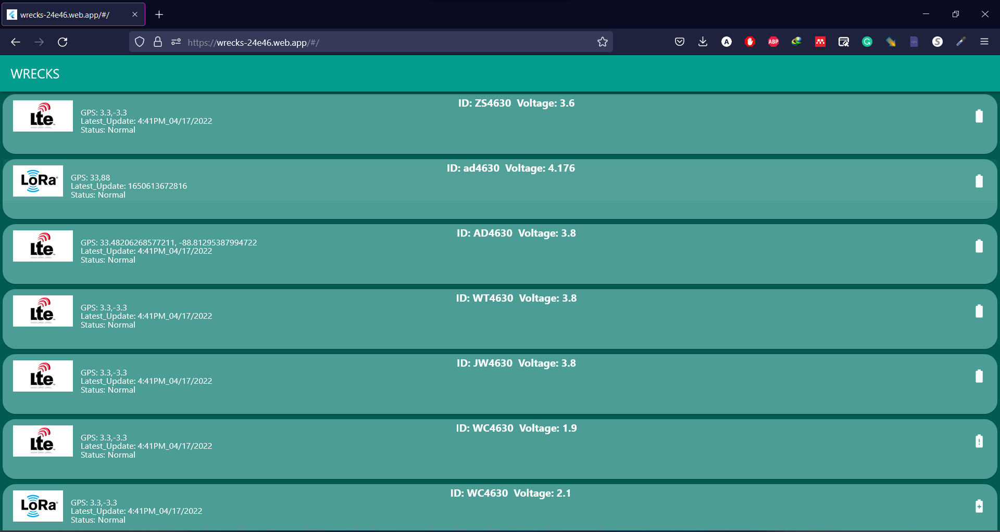 wrecks-24e46.web.app/#/
https://wrecks-24e46.web.app/#/
A
ABP
G
S
WRECKS
Lte
ID: ZS4630 Voltage: 3.6
GPS: 3.3,-3.3
Latest_Update: 4:41PM_04/17/2022
Status: Normal
LoRa
ID: ad4630 Voltage: 4.176
GPS: 33,88
Latest_Update: 1650613672816
Status: Normal
Lte
ID: AD4630 Voltage: 3.8
GPS: 33.48206268577211, -88.81295387994722
Latest_Update: 4:41PM_04/17/2022
Status: Normal
Lte
ID: WT4630 Voltage: 3.8
GPS: 3.3,-3.3
Latest_Update: 4:41PM_04/17/2022
Status: Normal
Lte
ID: JW4630 Voltage: 3.8
GPS: 3.3,-3.3
Latest_Update: 4:41PM_04/17/2022
Status: Normal
Lte
ID: WC4630 Voltage: 1.9
GPS: 3.3,-3.3
Latest_Update: 4:41PM_04/17/2022
Status: Normal
LoRa
ID: WC4630 Voltage: 2.1
GPS: 3.3,-3.3
Latest_Update: 4:41PM_04/17/2022
Status: Normal